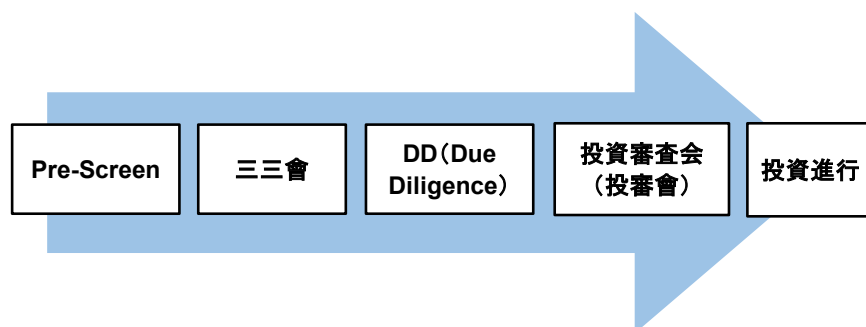 Pre-Screen
三三會
DD（Due
Diligence）
投資審査会
（投審會）
投資進行